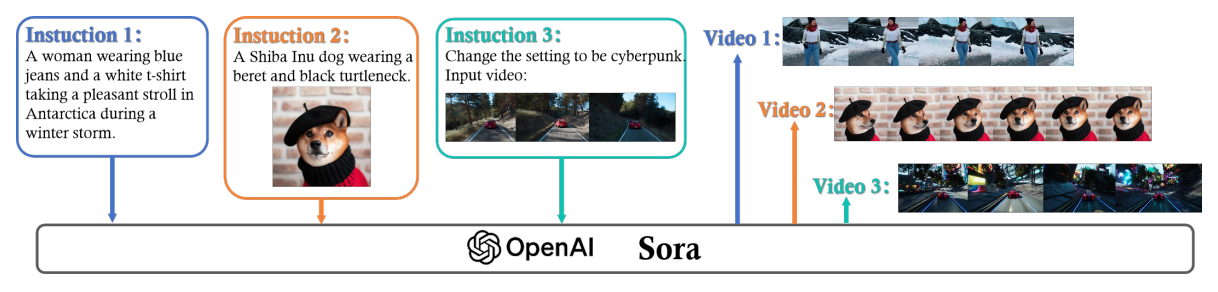 Instuction 1:
A woman wearing blue
jeans and a white t-shirt
taking a pleasant stroll in
Antarctica during a
winter storm.
Instuction 2:
A Shiba Inu dog wearing a
beret and black turtleneck.
Instuction 3:
Change the setting to be cyberpunk.
Input video:
Video 1:
Video 2:
Video 3:
OpenAI Sora